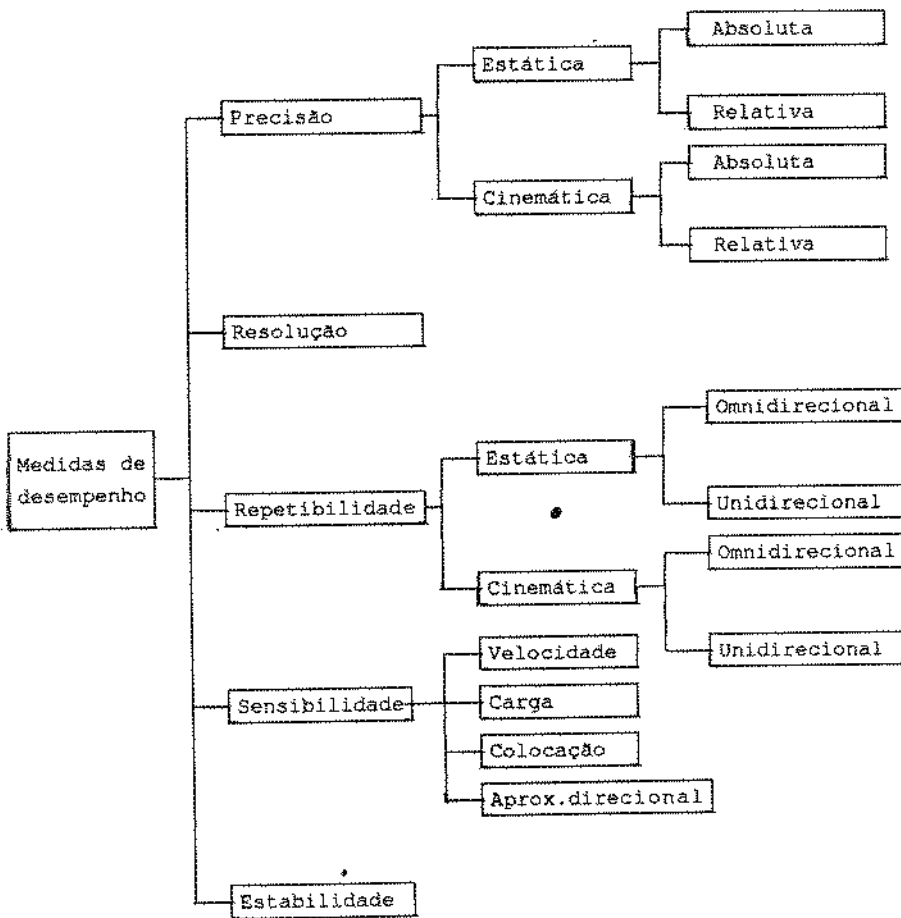 Absoluta
Estática
Relativa
Precisão
Absoluta
Cinemática
Relativa
Resolução
Omnidirecional
Estática
Medidas de
desempenho
Unidirecional
Repetibilidade
Omnidirecional
Cinemática
Unidirecional
Velocidade
Sensibilidade
Carga
Colocação
Aprox.direcional
Estabilidade